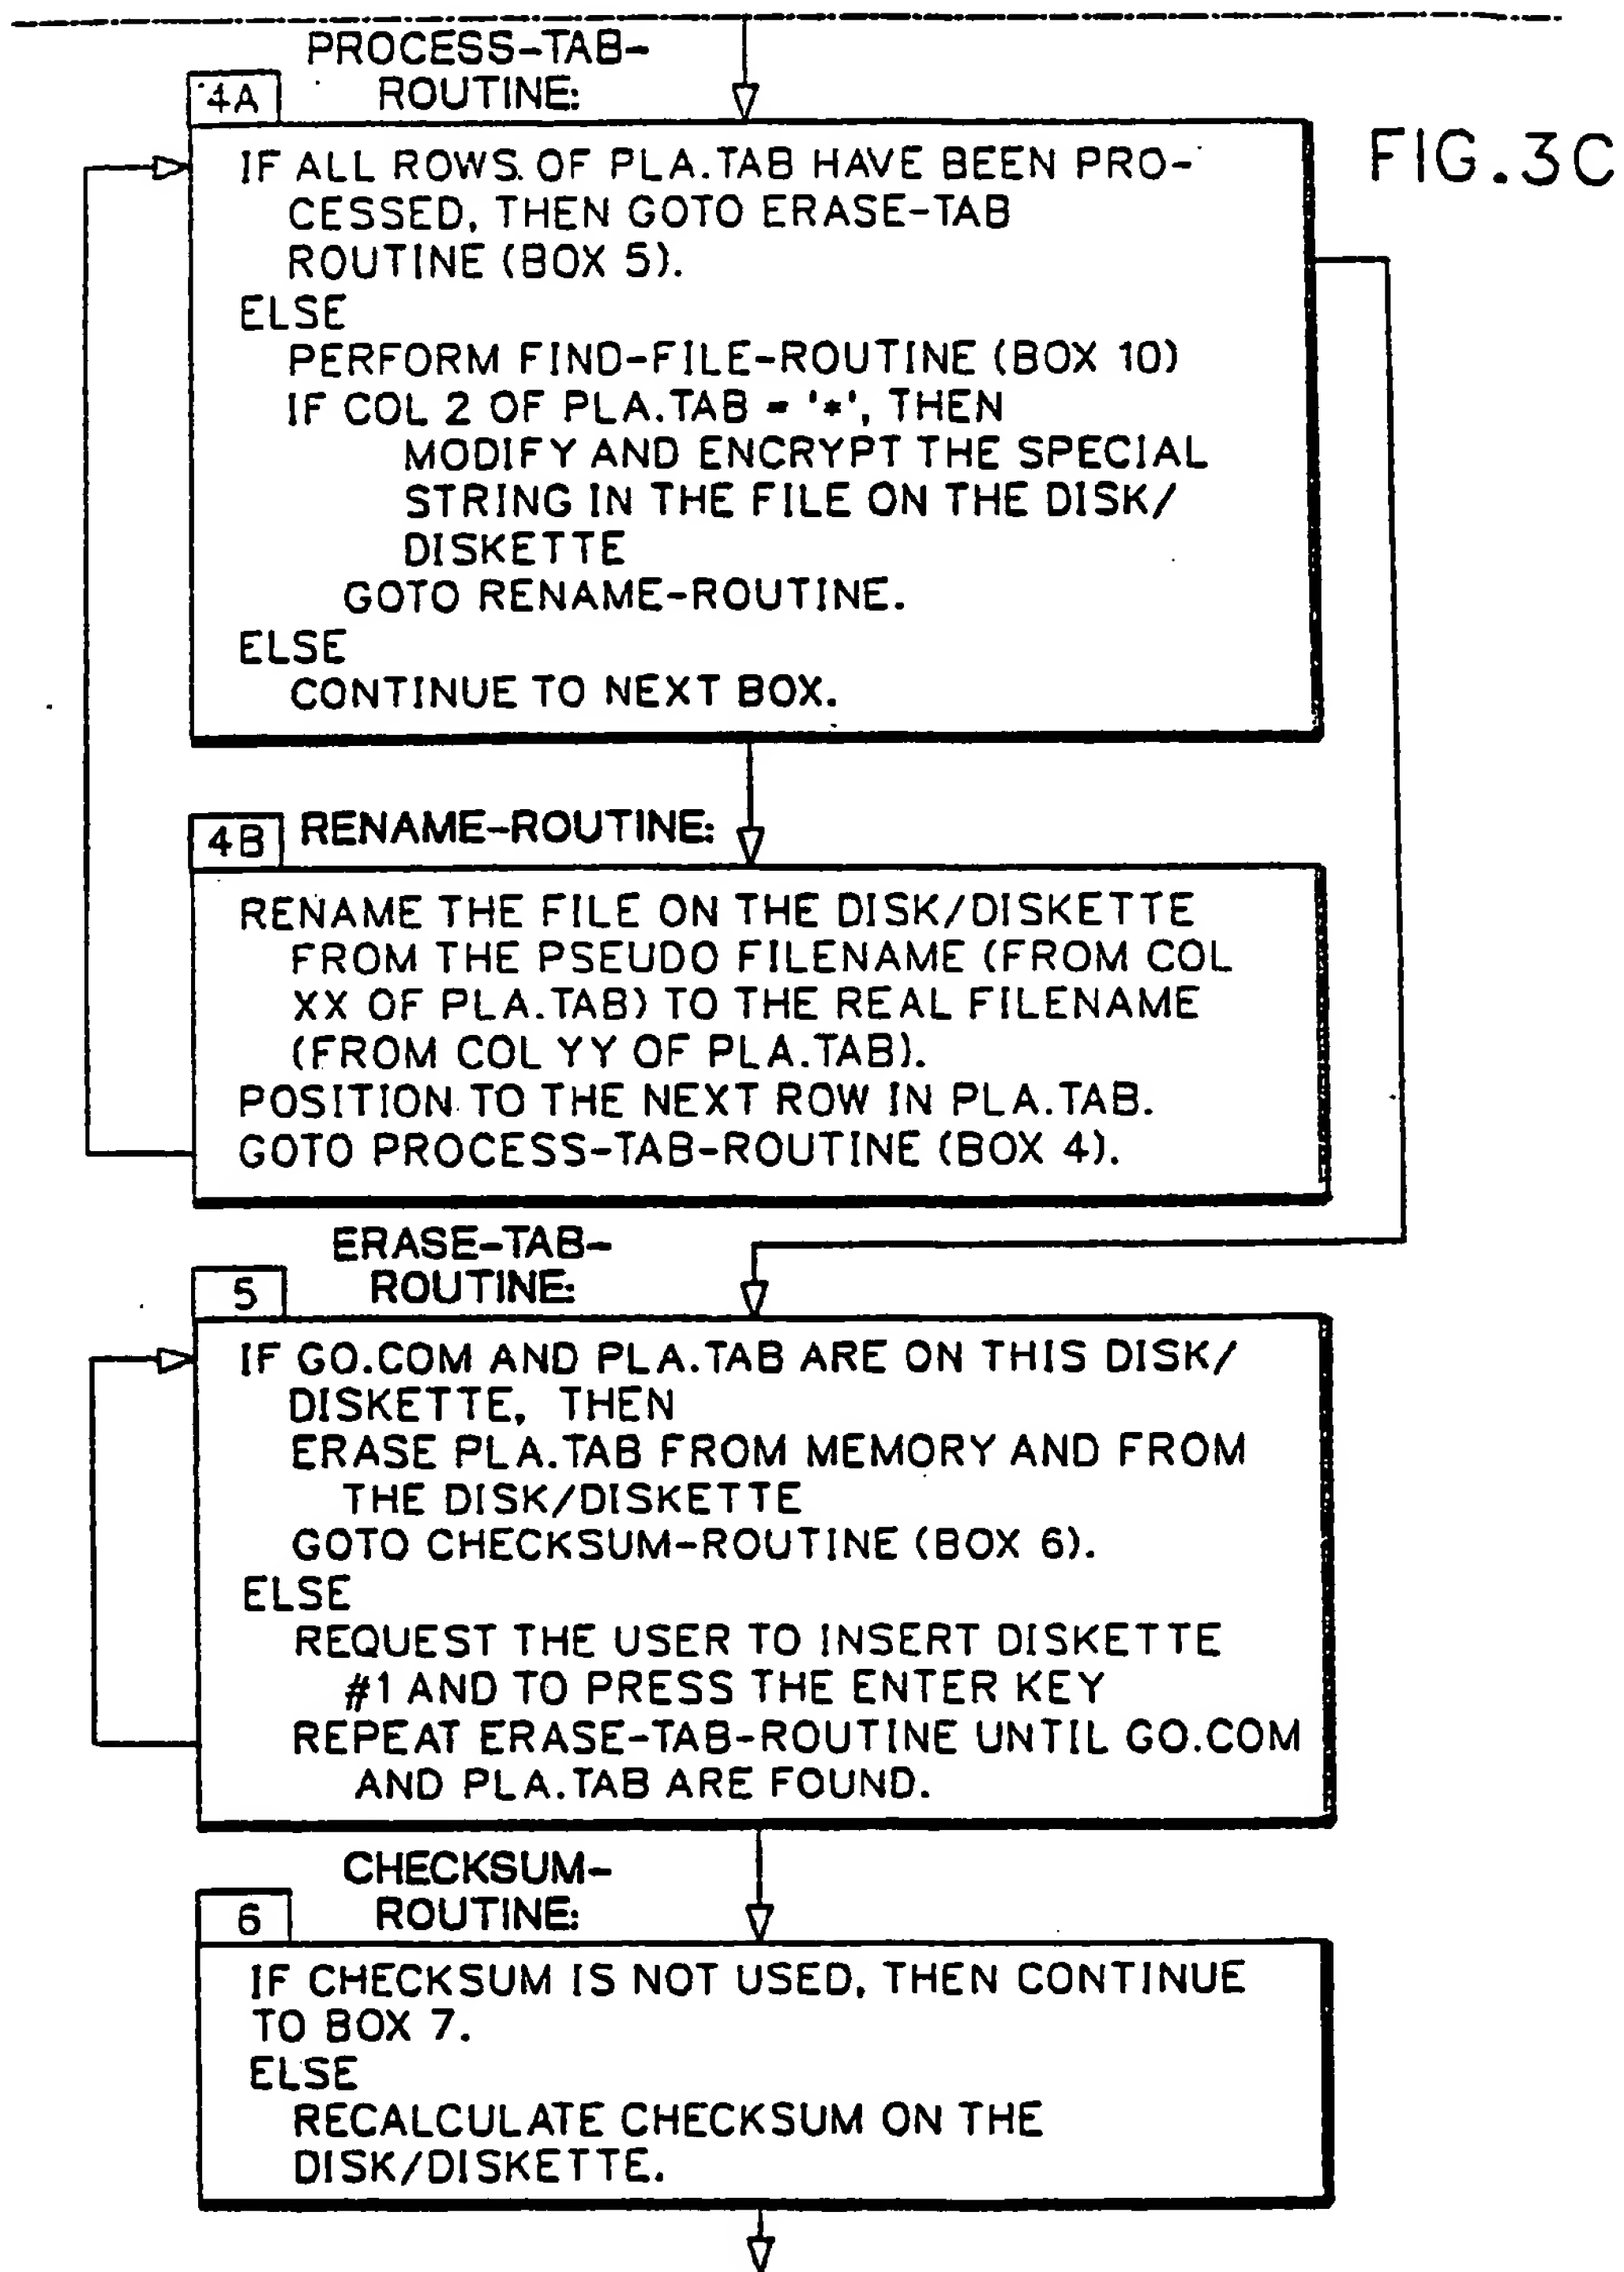 PROCESS-TAB-
ROUTINE:
4A
FIG.3C
IF ALL ROWS OF PLA.TAB HAVE BEEN PRO-
CESSED, THEN GOTO ERASE-TAB
ROUTINE (BOX 5).
ELSE
PERFORM FIND-FILE-ROUTINE (BOX 10)
IF COL 2 OF PLA.TAB = '*', THEN
MODIFY AND ENCRYPT THE SPECIAL
STRING IN THE FILE ON THE DISK/
DISKETTE
GOTO RENAME-ROUTINE.
ELSE
CONTINUE TO NEXT BOX.
4B RENAME-ROUTINE:
RENAME THE FILE ON THE DISK/DISKETTE
FROM THE PSEUDO FILENAME (FROM COL
XX OF PLA.TAB) TO THE REAL FILENAME
(FROM COL YY OF PLA.TAB).
POSITION TO THE NEXT ROW IN PLA.TAB.
GOTO PROCESS-TAB-ROUTINE (BOX 4).
ERASE-TAB-
ROUTINE:
5
IF GO.COM AND PLA.TAB ARE ON THIS DISK/
DISKETTE, THEN
ERASE PLA.TAB FROM MEMORY AND FROM
THE DISK/DISKETTE
GOTO CHECKSUM-ROUTINE (BOX 6).
ELSE
REQUEST THE USER TO INSERT DISKETTE
#1 AND TO PRESS THE ENTER KEY
REPEAT ERASE-TAB-ROUTINE UNTIL GO.COM
AND PLA.TAB ARE FOUND.
CHECKSUM-
ROUTINE:
6
IF CHECKSUM IS NOT USED, THEN CONTINUE
TO BOX 7.
ELSE
RECALCULATE CHECKSUM ON THE
DISK/DISKETTE.